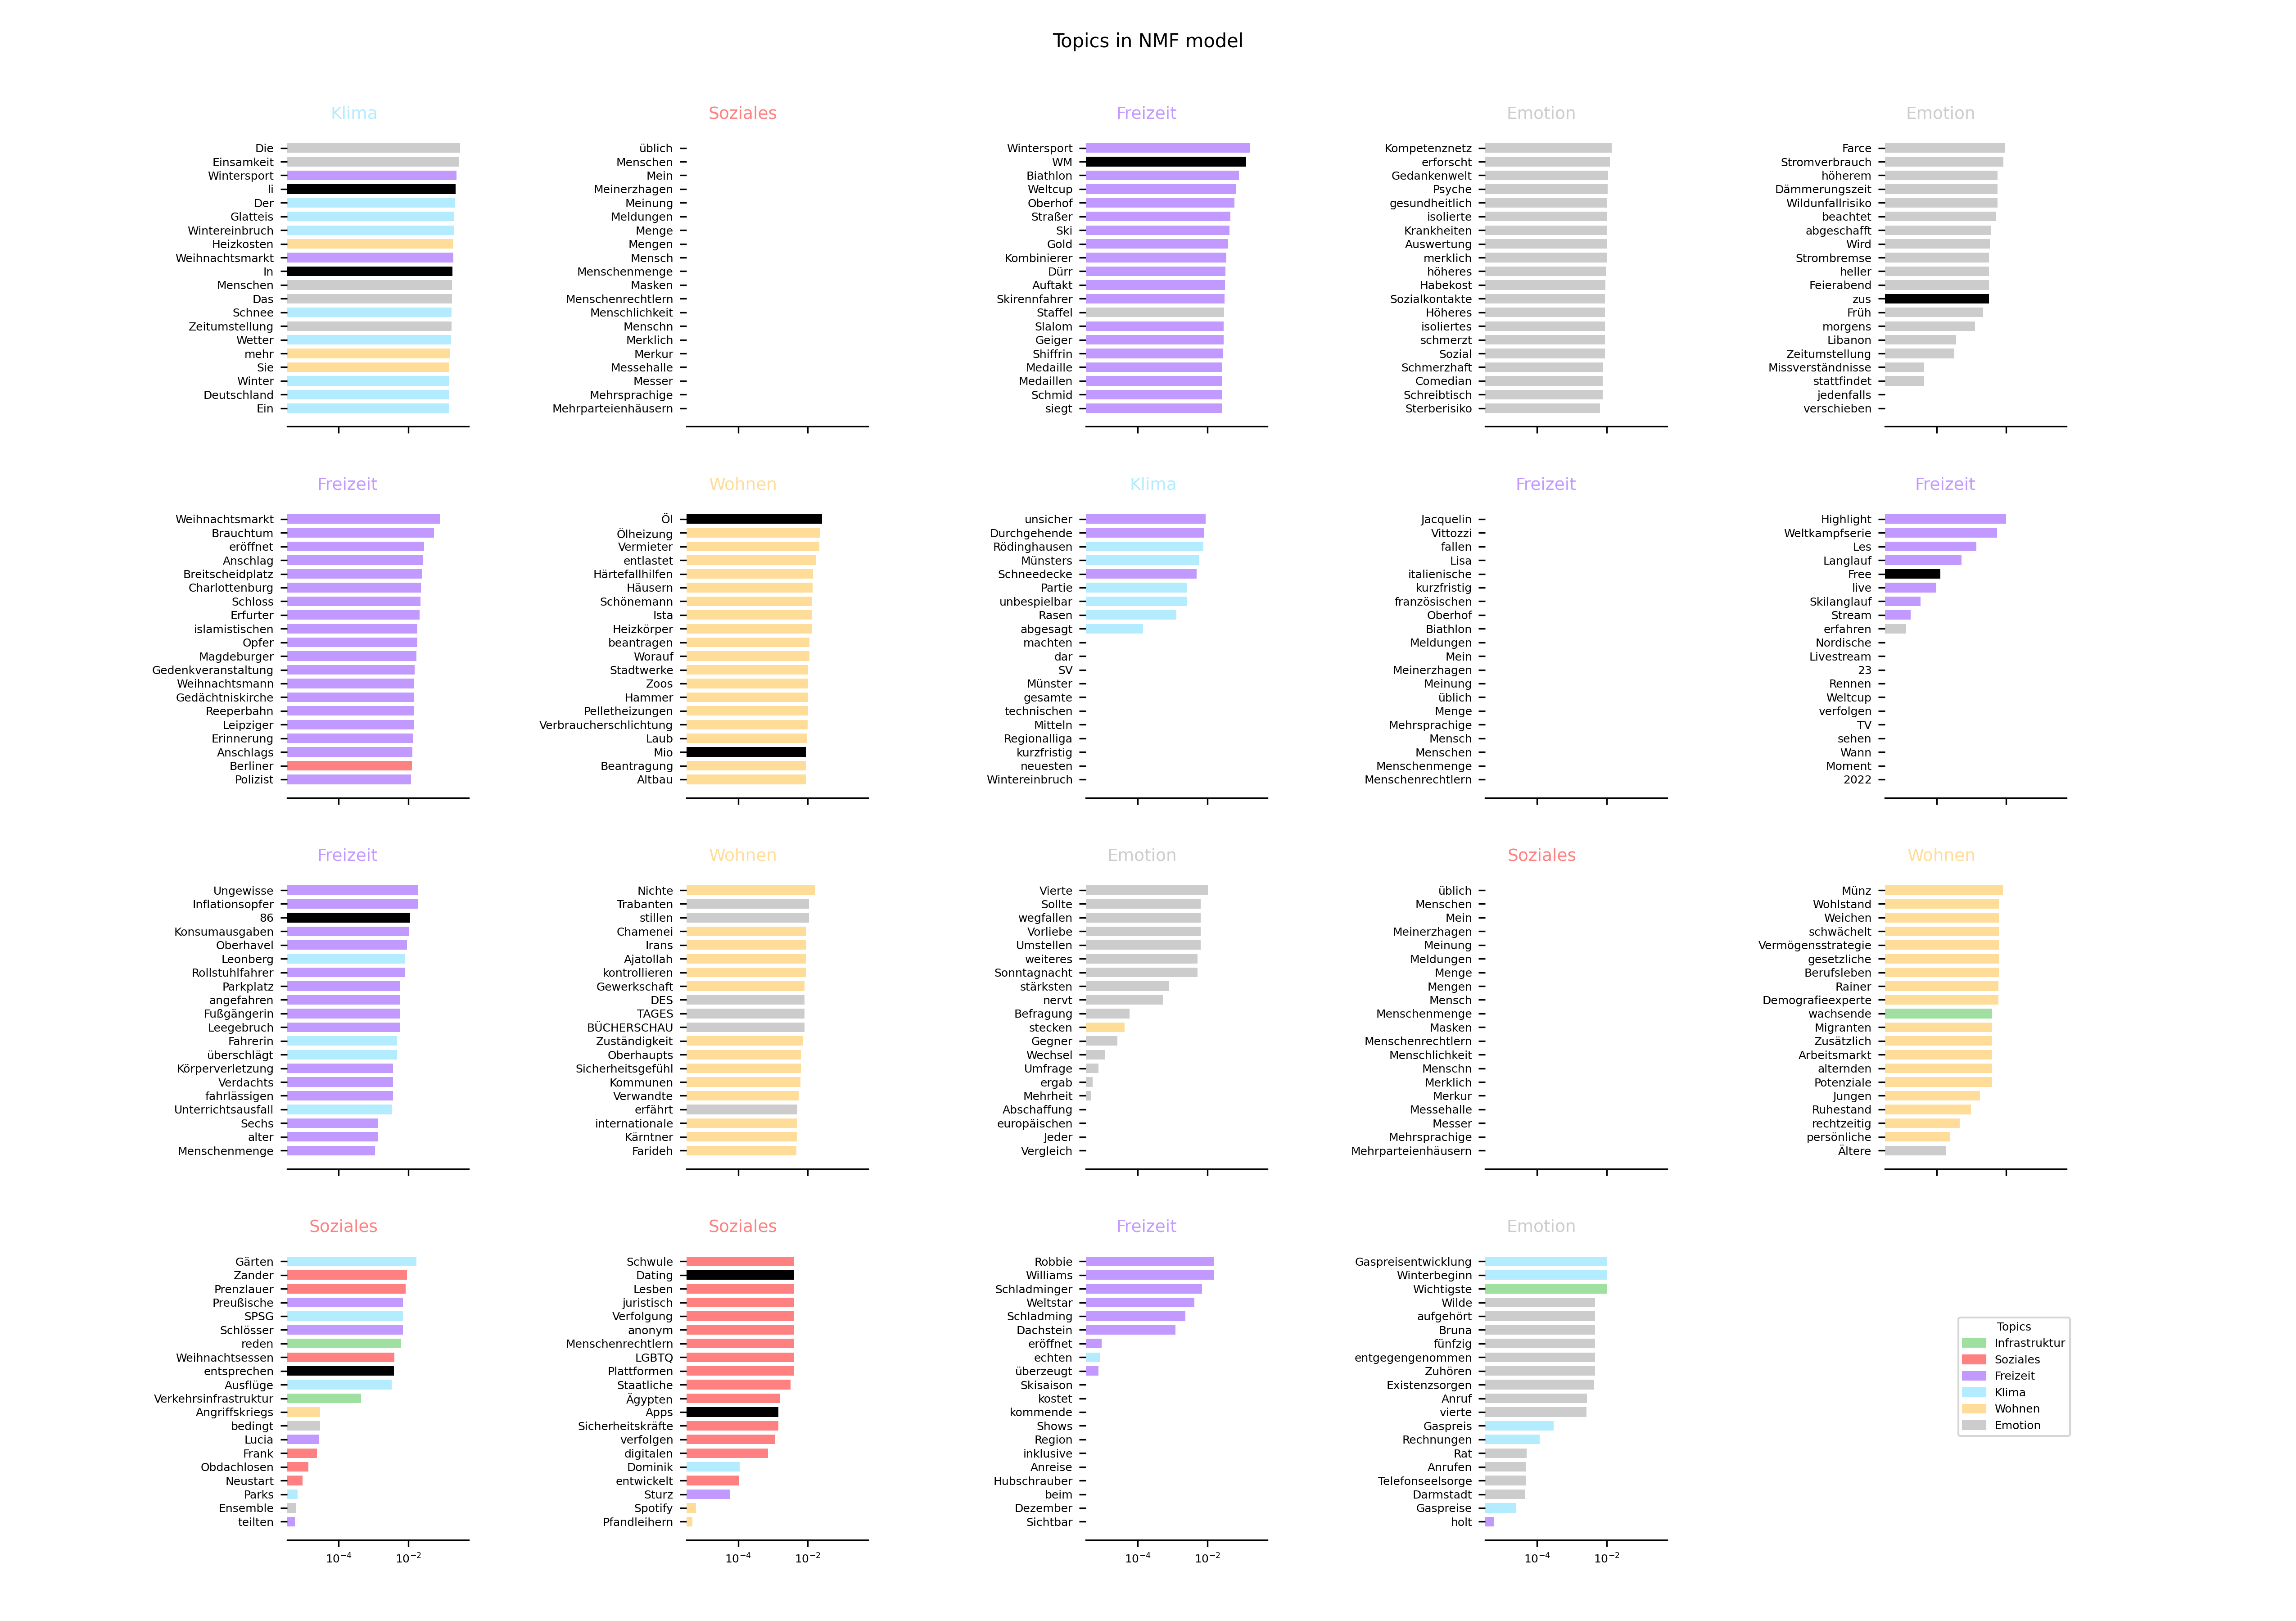 Topics in NMF model
Klima
Die
Einsamkeit
Wintersport
li
Der
Glatteis
Wintereinbruch
Heizkosten
Weihnachtsmarkt
In
Menschen
Das
Schnee
Zeitumstellung
Wetter
mehr
Sie
Winter
Deutschland
Ein
Soziales
üblich
Menschen
Mein
Meinerzhagen
Meinung
Meldungen
Menge
Mengen
Mensch
Menschenmenge
Masken
Menschenrechtlern
Menschlichkeit
Menschn
Merklich
Merkur
Messehalle
Messer
Mehrsprachige
Mehrparteienhäusern
Freizeit
Wintersport
WM
Biathlon
Weltcup
Oberhof
Straßer
Ski
Gold
Kombinierer
Dürr
Auftakt
Skirennfahrer
Staffel
Slalom
Geiger
Shiffrin
Medaille
Medaillen
Schmid
siegt
Emotion
Kompetenznetz
erforscht
Gedankenwelt
Psyche
gesundheitlich
isolierte
Krankheiten
Auswertung
merklich
höheres
Habekost
Sozialkontakte
Höheres
isoliertes
schmerzt
Sozial
Schmerzhaft
Comedian
Schreibtisch
Sterberisiko
Emotion
Farce
Stromverbrauch
höherem
Dämmerungszeit
Wildunfallrisiko
beachtet
abgeschafft
Wird
Strombremse
heller
Feierabend
zus
Früh
morgens
Libanon
Zeitumstellung
Missverständnisse
stattfindet
jedenfalls
verschieben
Freizeit
Weihnachtsmarkt
Brauchtum
eröffnet
Anschlag
Breitscheidplatz
Charlottenburg
Schloss
Erfurter
islamistischen
Opfer
Magdeburger
Gedenkveranstaltung
Weihnachtsmann
Gedächtniskirche
Reeperbahn
Leipziger
Erinnerung
Anschlags
Berliner
Polizist
Wohnen
Öl
Ölheizung
Vermieter
entlastet
Härtefallhilfen
Häusern
Schönemann
Ista
Heizkörper
beantragen
Worauf
Stadtwerke
Zoos
Hammer
Pelletheizungen
Verbraucherschlichtung
Laub
Mio
Beantragung
Altbau
Klima
unsicher
Durchgehende
Rödinghausen
Münsters
Schneedecke
Partie
unbespielbar
Rasen
abgesagt
machten
dar
SV
Münster
gesamte
technischen
Mitteln
Regionalliga
kurzfristig
neuesten
Wintereinbruch
Freizeit
Jacquelin
Vittozzi
fallen
Lisa
italienische
kurzfristig
französischen
Oberhof
Biathlon
Meldungen
Mein
Meinerzhagen
Meinung
üblich
Menge
Mehrsprachige
Mensch
Menschen
Menschenmenge
Menschenrechtlern
Freizeit
Highlight
Weltkampfserie
Les
Langlauf
Free
live
Skilanglauf
Stream
erfahren
Nordische
Livestream
23
Rennen
Weltcup
verfolgen
TV
sehen
Wann
Moment
2022
Freizeit
Ungewisse
Inflationsopfer
86
Konsumausgaben
Oberhavel
Leonberg
Rollstuhlfahrer
Parkplatz
angefahren
Fußgängerin
Leegebruch
Fahrerin
überschlägt
Körperverletzung
Verdachts
fahrlässigen
Unterrichtsausfall
Sechs
alter
Menschenmenge
Wohnen
Nichte
Trabanten
stillen
Chamenei
Irans
Ajatollah
kontrollieren
Gewerkschaft
DES
TAGES
BÜCHERSCHAU
Zuständigkeit
Oberhaupts
Sicherheitsgefühl
Kommunen
Verwandte
erfährt
internationale
Kärntner
Farideh
Emotion
Vierte
Sollte
wegfallen
Vorliebe
Umstellen
weiteres
Sonntagnacht
stärksten
nervt
Befragung
stecken
Gegner
Wechsel
Umfrage
ergab
Mehrheit
Abschaffung
europäischen
Jeder
Vergleich
Soziales
üblich
Menschen
Mein
Meinerzhagen
Meinung
Meldungen
Menge
Mengen
Mensch
Menschenmenge
Masken
Menschenrechtlern
Menschlichkeit
Menschn
Merklich
Merkur
Messehalle
Messer
Mehrsprachige
Mehrparteienhäusern
Wohnen
Münz
Wohlstand
Weichen
schwächelt
Vermögensstrategie
gesetzliche
Berufsleben
Rainer
Demografieexperte
wachsende
Migranten
Zusätzlich
Arbeitsmarkt
alternden
Potenziale
Jungen
Ruhestand
rechtzeitig
persönliche
Ältere
Soziales
Gärten
Zander
Prenzlauer
Preußische
SPSG
Schlösser
reden
Weihnachtsessen
entsprechen
Ausflüge
Verkehrsinfrastruktur
Angriffskriegs
bedingt
Lucia
Frank
Obdachlosen
Neustart
Parks
Ensemble
teilten
10⁻⁴ 10⁻²
Soziales
Schwule
Dating
Lesben
juristisch
Verfolgung
anonym
Menschenrechtlern
LGBTQ
Plattformen
Staatliche
Ägypten
Apps
Sicherheitskräfte
verfolgen
digitalen
Dominik
entwickelt
Sturz
Spotify
Pfandleihern
10⁻⁴ 10⁻²
Freizeit
Robbie
Williams
Schladminger
Weltstar
Schladming
Dachstein
eröffnet
echten
überzeugt
Skisaison
kostet
kommende
Shows
Region
inklusive
Anreise
Hubschrauber
beim
Dezember
Sichtbar
10⁻⁴ 10⁻²
Emotion
Gaspreisentwicklung
Winterbeginn
Wichtigste
Wilde
aufgehört
Bruna
fünfzig
entgegengenommen
Zuhören
Existenzsorgen
Anruf
vierte
Gaspreis
Rechnungen
Rat
Anrufen
Telefonseelsorge
Darmstadt
Gaspreise
holt
10⁻⁴ 10⁻²
Topics
Infrastruktur
Soziales
Freizeit
Klima
Wohnen
Emotion